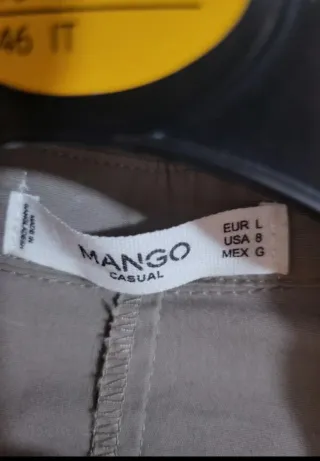 46 IT
MANGO
CASUAL
EUR L
USA 8
MEX G